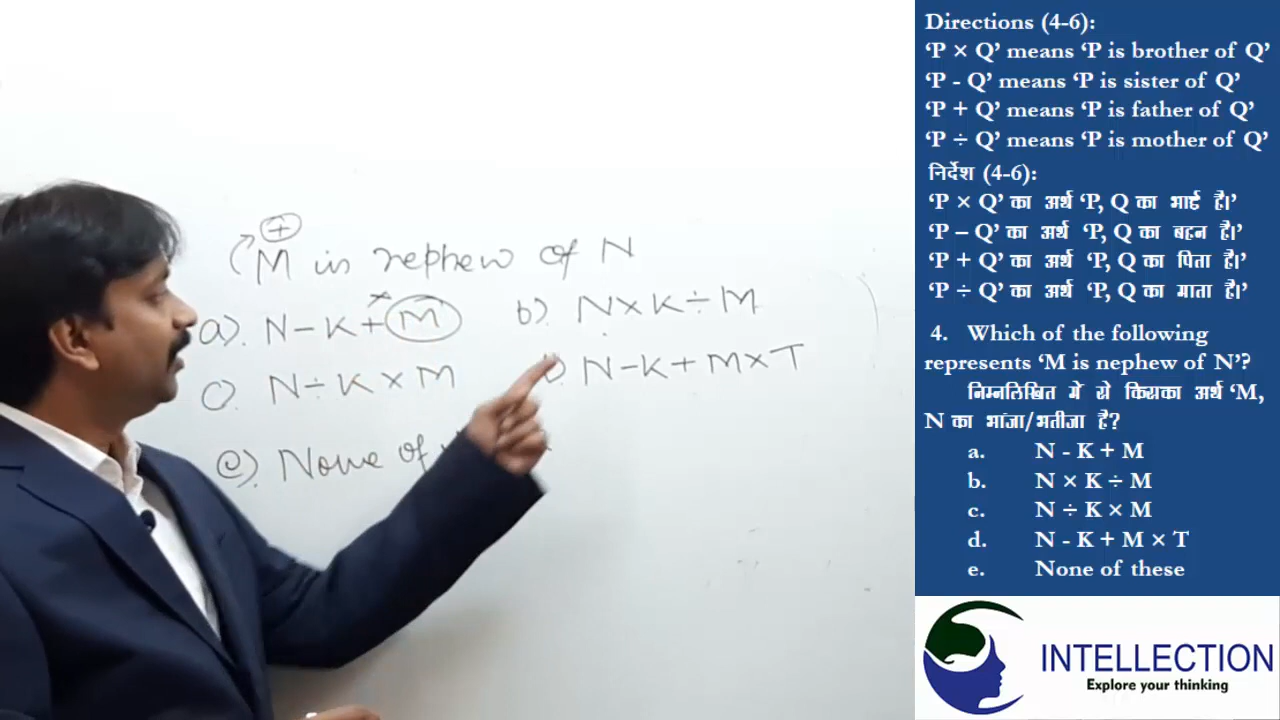 +
M is nephew of N
a). N - K + M
b). N × K ÷ M
c). N ÷ K × M
). N - K + M × T
e). None of
Directions (4-6):
‘P × Q’ means ‘P is brother of Q’
‘P - Q’ means ‘P is sister of Q’
‘P + Q’ means ‘P is father of Q’
‘P ÷ Q’ means ‘P is mother of Q’
निर्देश (4-6):
‘P × Q’ का अर्थ ‘P, Q का भाई है।’
‘P – Q’ का अर्थ ‘P, Q का बहन है।’
‘P + Q’ का अर्थ ‘P, Q का पिता है।’
‘P ÷ Q’ का अर्थ ‘P, Q का माता है।’
4. Which of the following
represents ‘M is nephew of N’?
निम्नलिखित में से किसका अर्थ ‘M,
N का भांजा/भतीजा है?
a. N - K + M
b. N × K ÷ M
c. N ÷ K × M
d. N - K + M × T
e. None of these
INTELLECTION
Explore your thinking